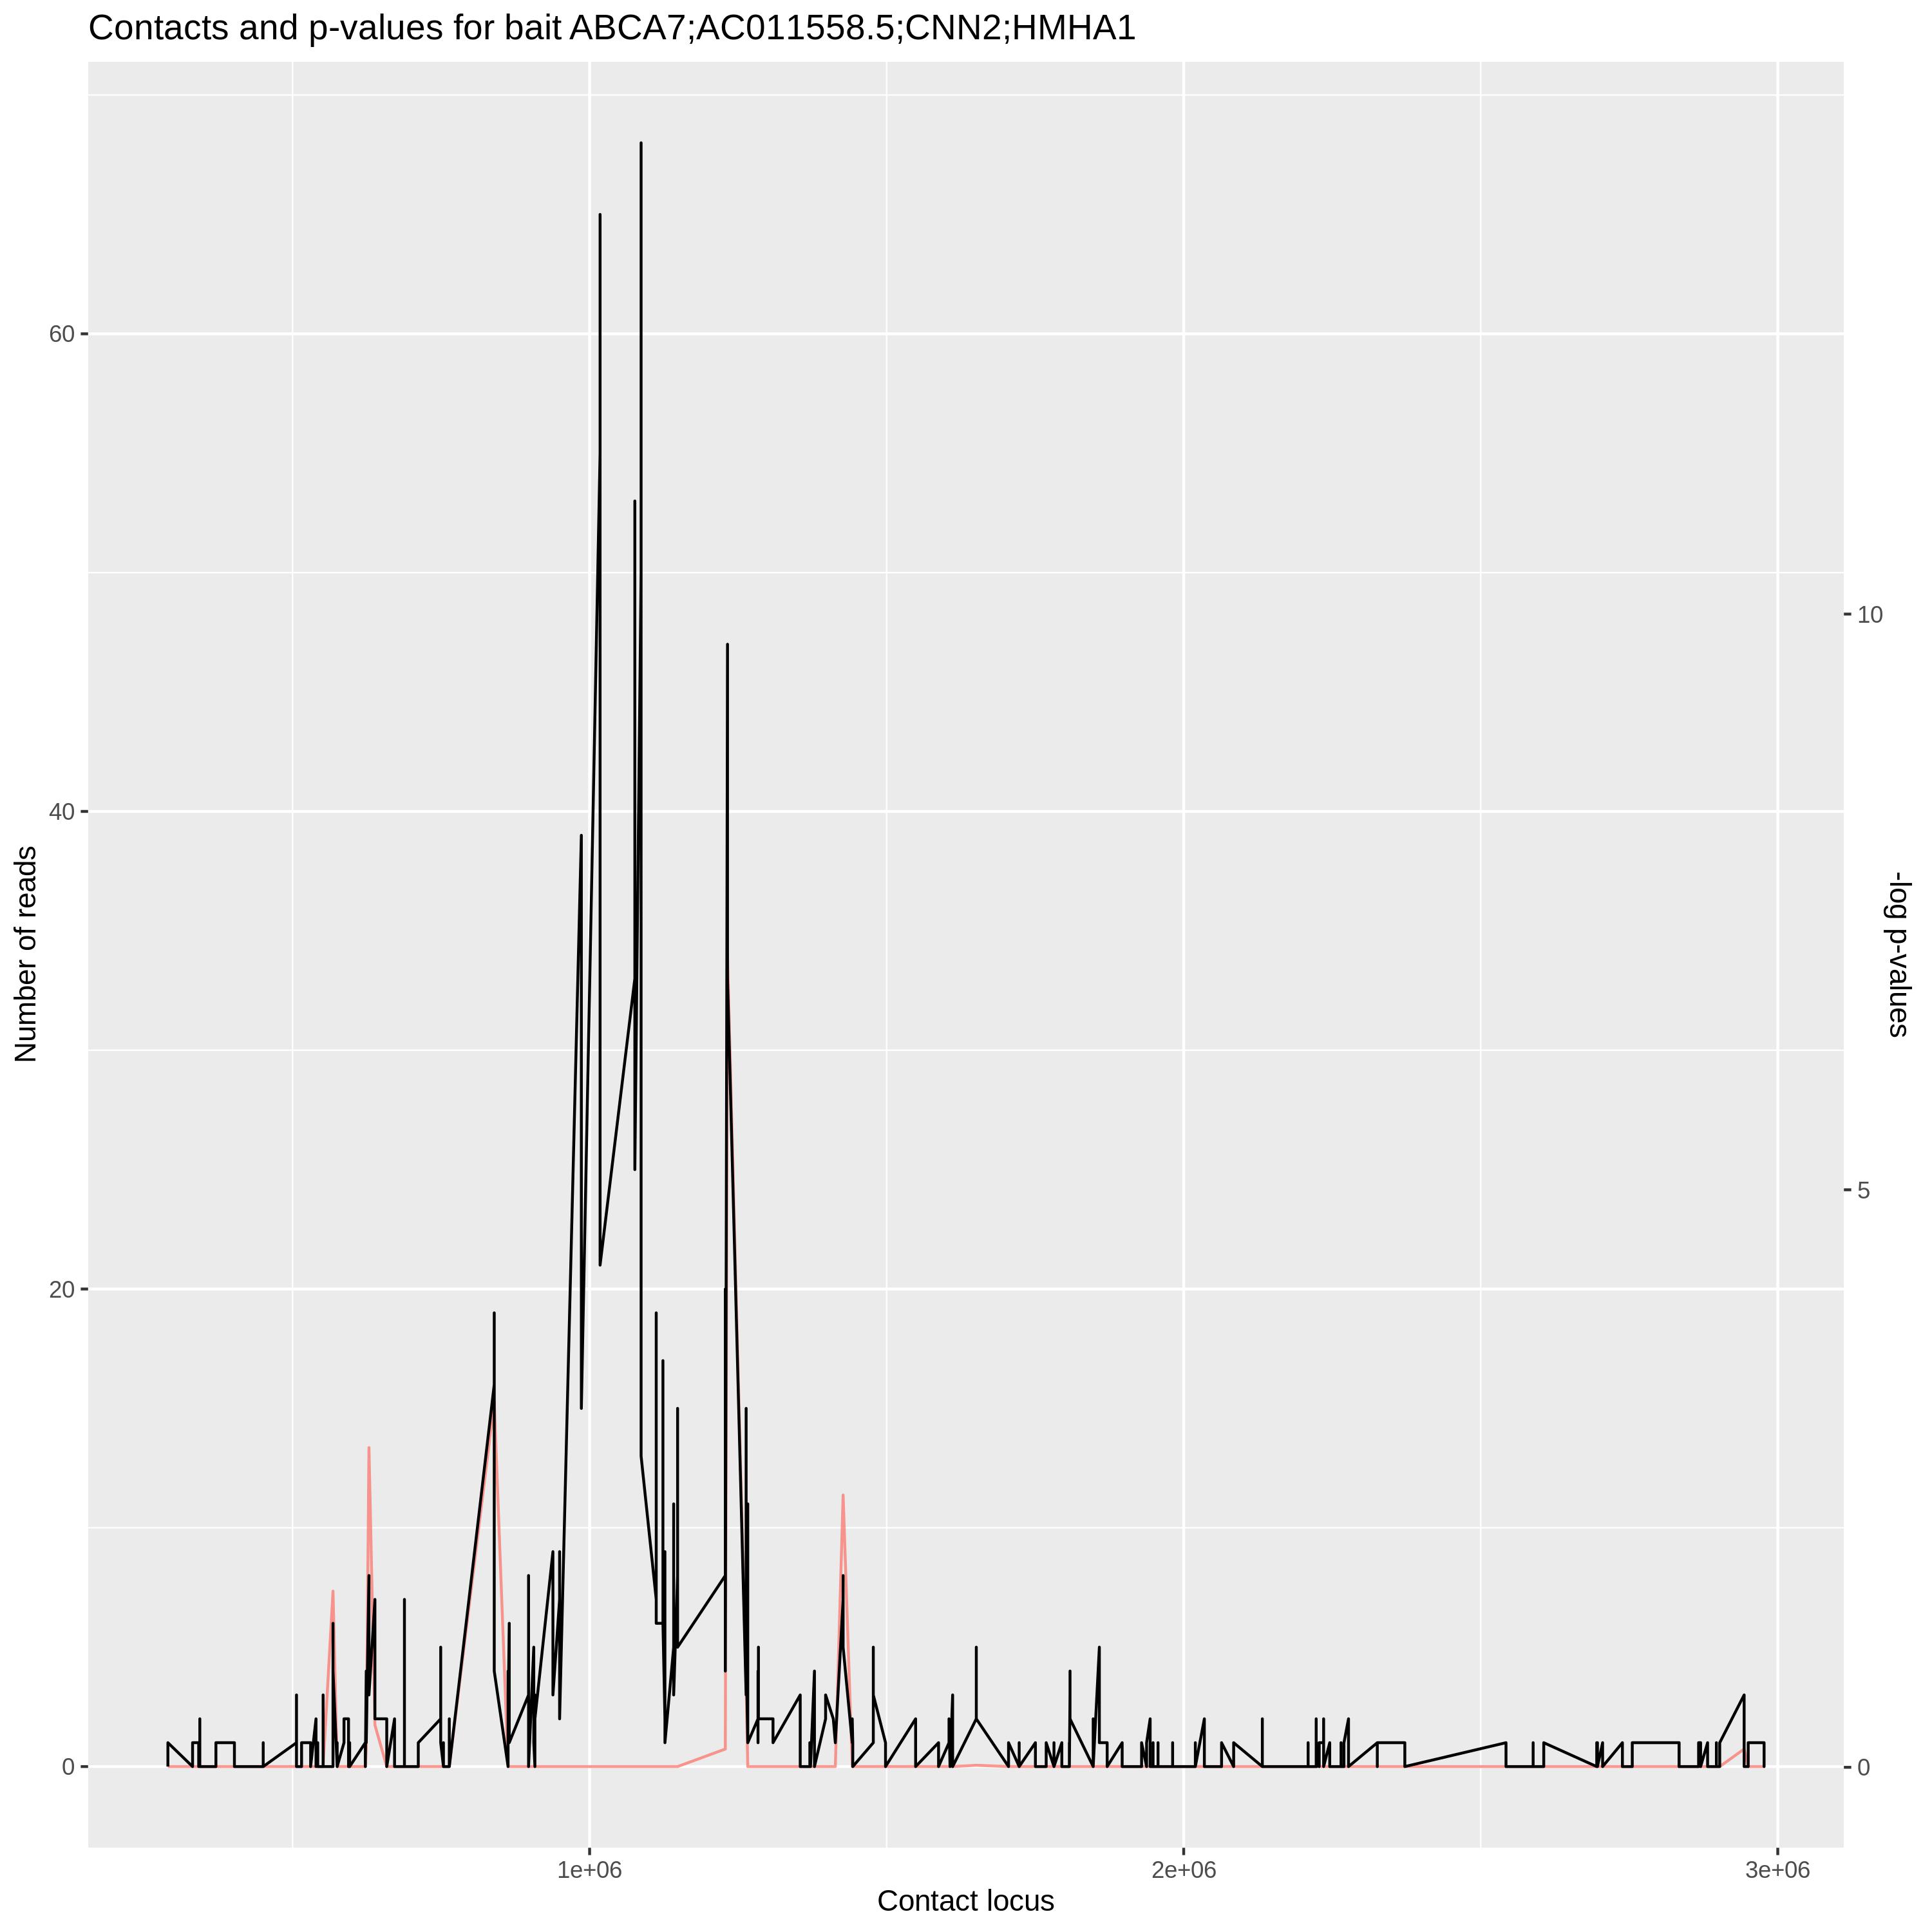 Contacts and p-values for bait ABCA7;AC011558.5;CNN2;HMHA1
60
40
20
0
Number of reads
10
5
0
-log p-values
1e+06
2e+06
3e+06
Contact locus